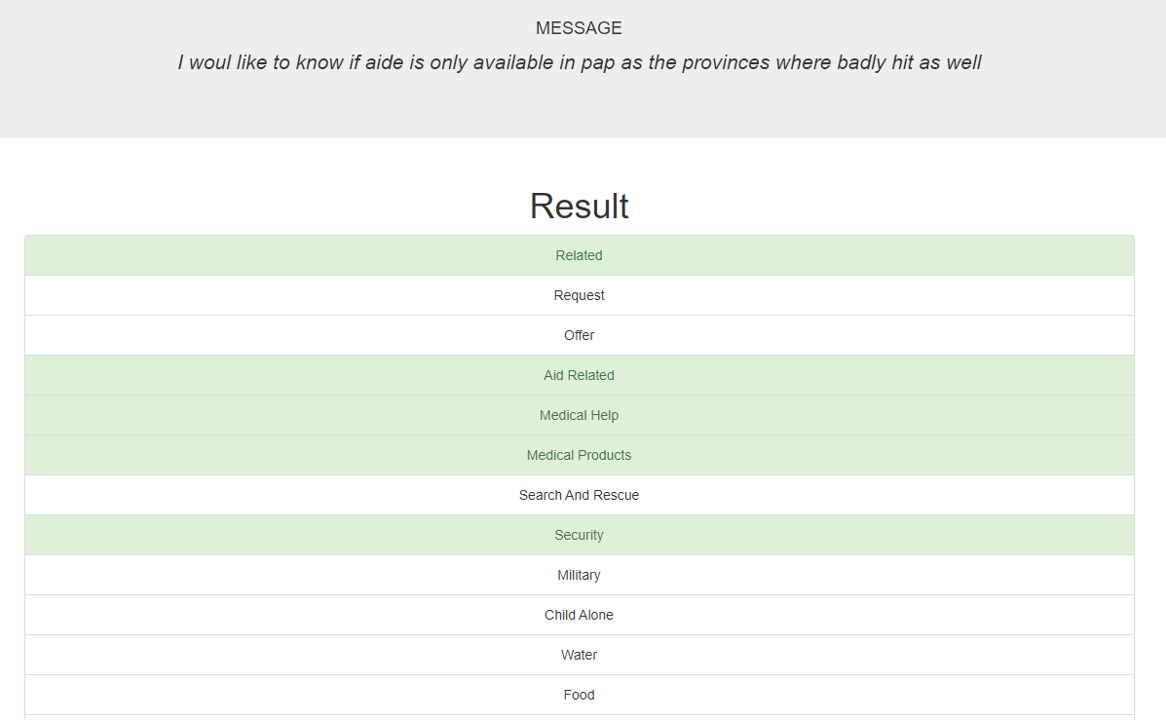 MESSAGE
I woul like to know if aide is only available in pap as the provinces where badly hit as well
Result
Related
Request
Offer
Aid Related
Medical Help
Medical Products
Search And Rescue
Security
Military
Child Alone
Water
Food